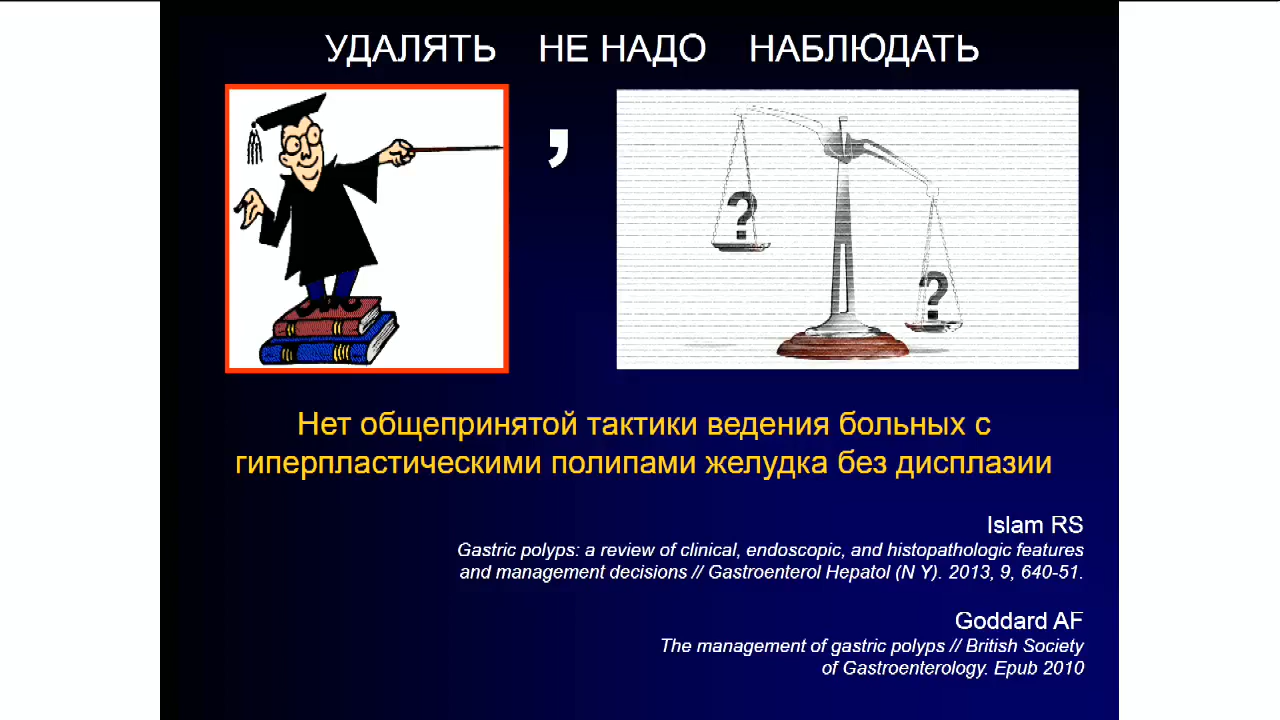 УДАЛЯТЬ НЕ НАДО НАБЛЮДАТЬ
,
?
?
Нет общепринятой тактики ведения больных с
гиперпластическими полипами желудка без дисплазии
Islam RS
Gastric polyps: a review of clinical, endoscopic, and histopathologic features
and management decisions // Gastroenterol Hepatol (N Y). 2013, 9, 640-51.
Goddard AF
The management of gastric polyps // British Society
of Gastroenterology. Epub 2010